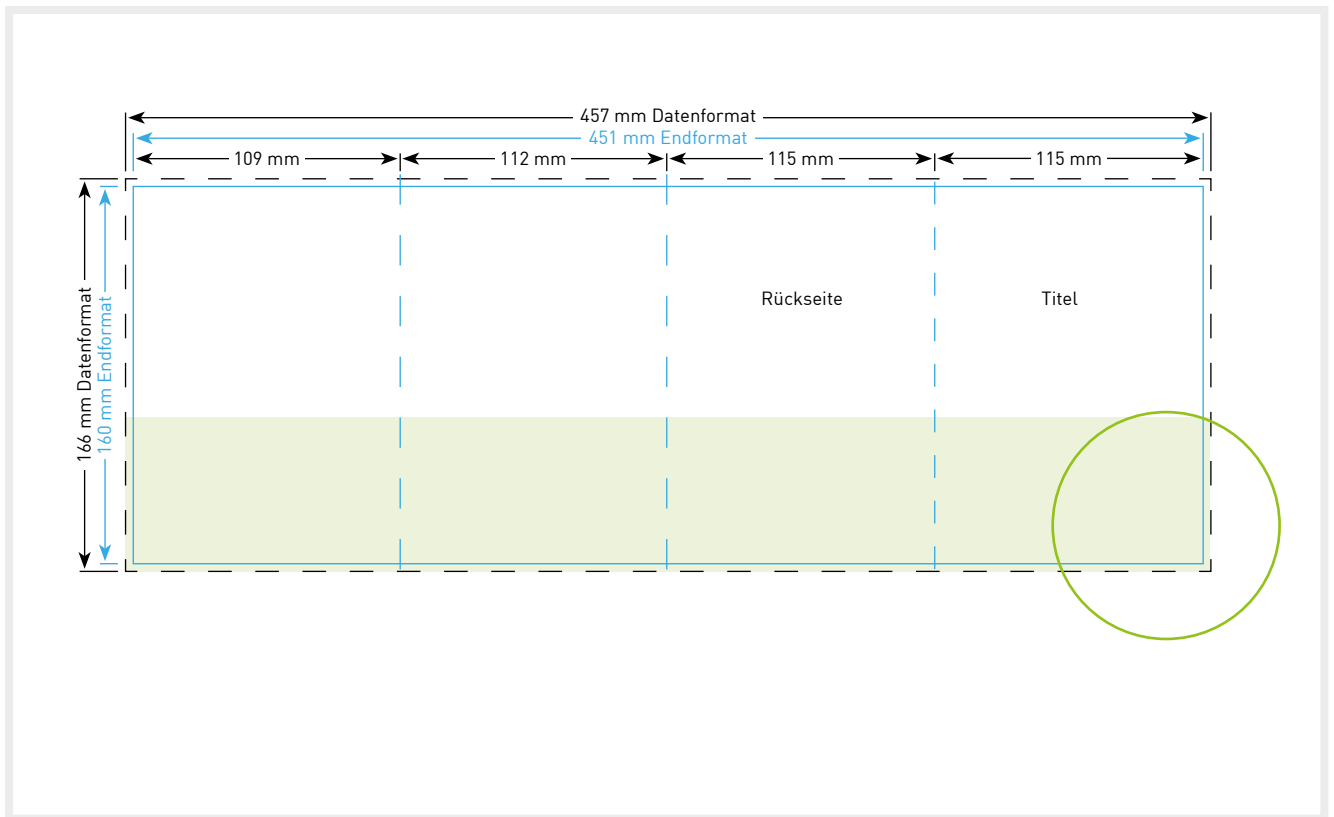 457 mm Datenformat
451 mm Endformat
109 mm
112 mm
115 mm
115 mm
166 mm Datenformat
160 mm Endformat
Rückseite
Titel